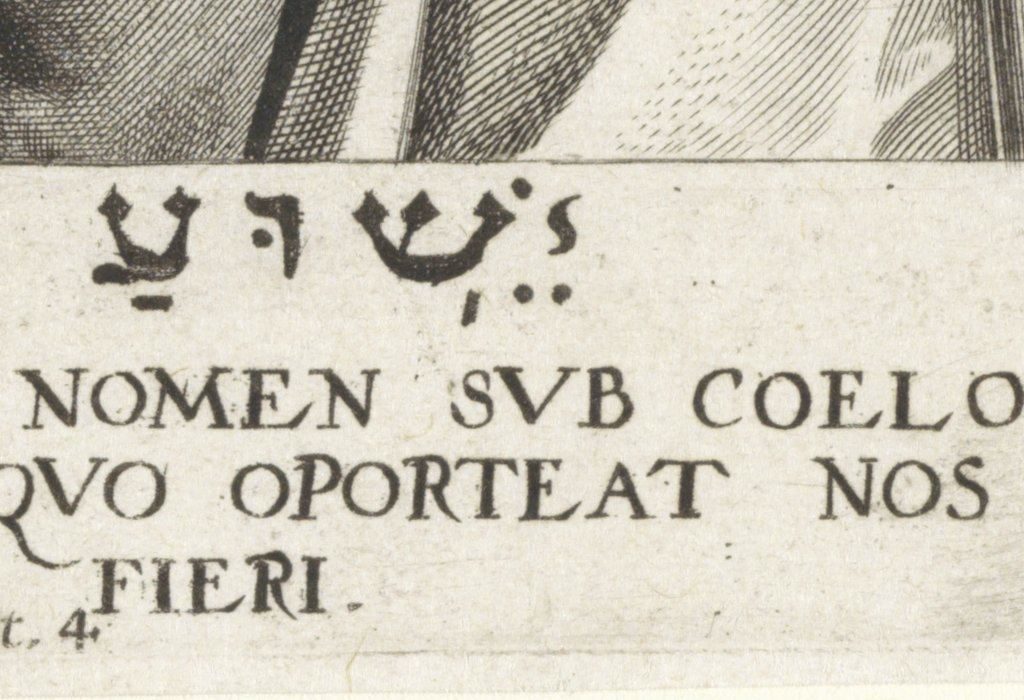 יֵשׁוּעַ
NOMEN SVB COELO
QVO OPORTEAT NOS
FIERI.
t. 4